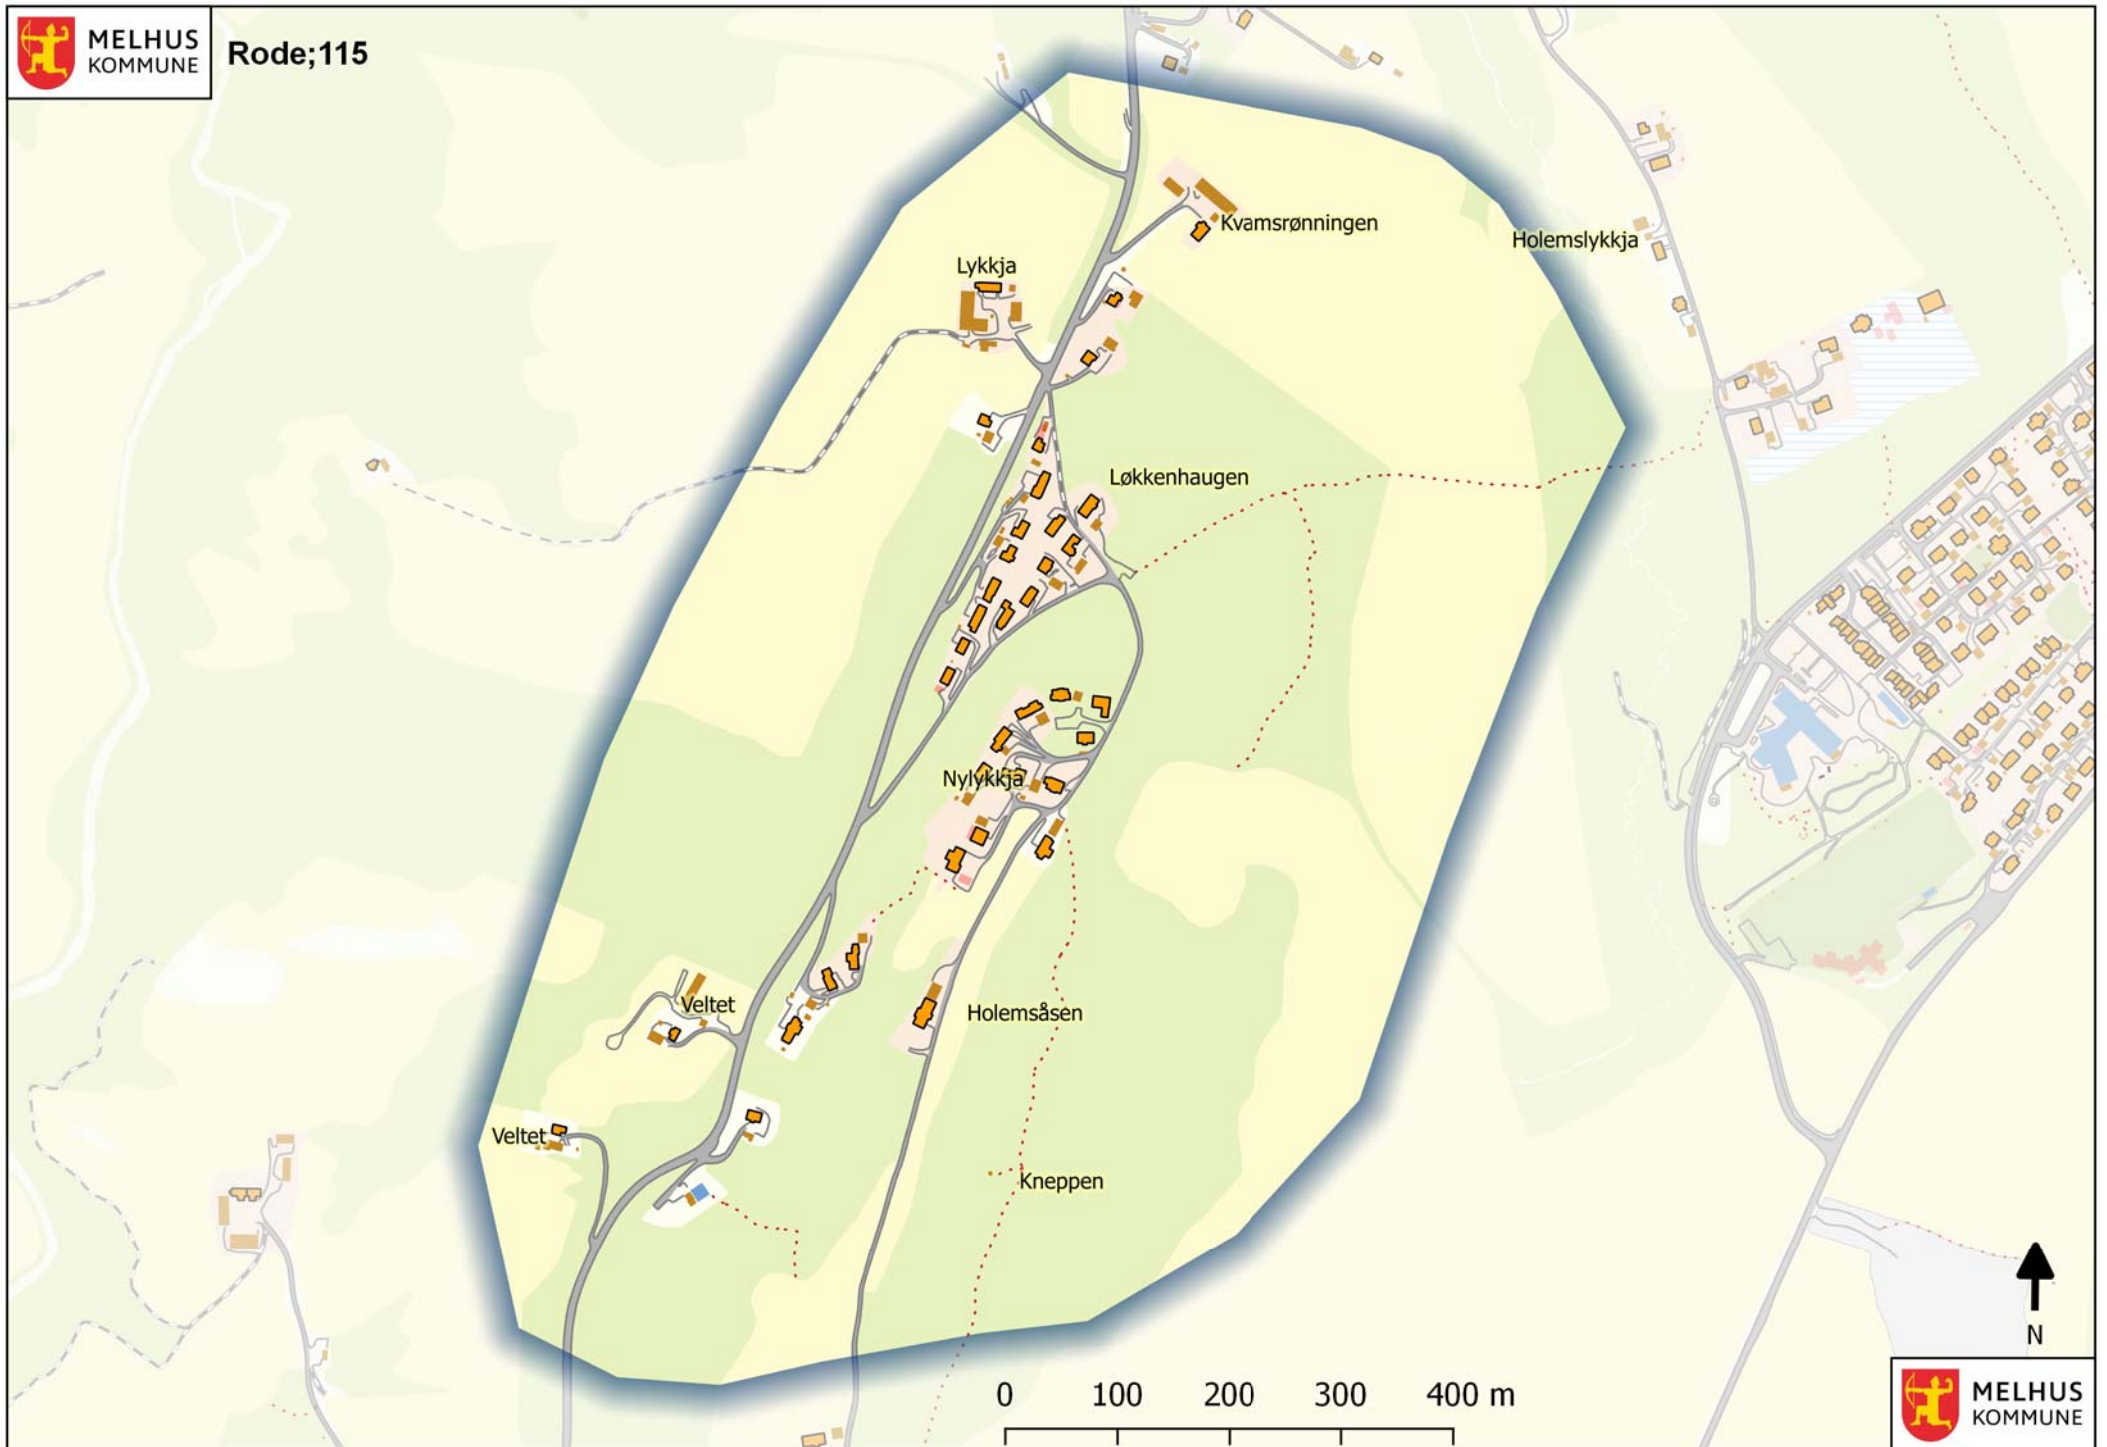 MELHUS
KOMMUNE
Rode;115
Kvamsrønningen
Holemslykkja
Lykkja
Løkkenhaugen
Nylykkja
Veltet
Holemsåsen
Veltet
Kneppen
N
0 100 200 300 400 m
MELHUS
KOMMUNE